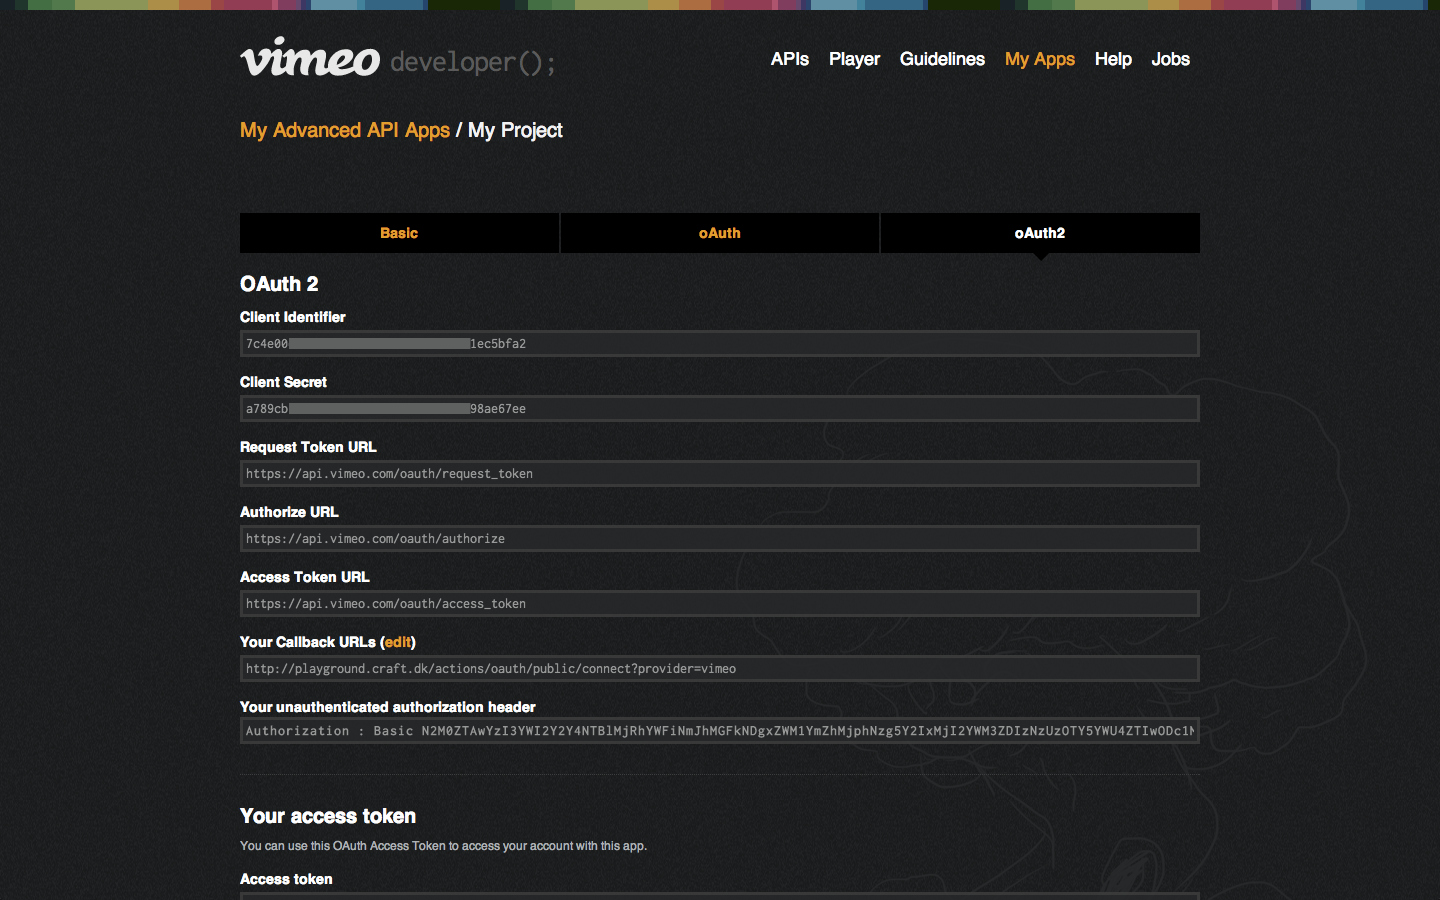 vimeo developer();
APIs Player Guidelines My Apps Help Jobs
My Advanced API Apps / My Project
Basic oAuth oAuth2
OAuth 2
Client Identifier
7c4e00 1ec5bfa2
Client Secret
a789cb 98ae67ee
Request Token URL
https://api.vimeo.com/oauth/request_token
Authorize URL
https://api.vimeo.com/oauth/authorize
Access Token URL
https://api.vimeo.com/oauth/access_token
Your Callback URLs (edit)
http://playground.craft.dk/actions/oauth/public/connect?provider=vimeo
Your unauthenticated authorization header
Authorization : Basic N2M0ZTAwYzI3YWI2Y2Y4NTBlMjRhYWFiNmJhMGFkNDgxZWM1YmZhMjphNzg5Y2IxMjI2YWM3ZDIzNzUzOTY5YWU4ZTIwODc1
Your access token
You can use this OAuth Access Token to access your account with this app.
Access token